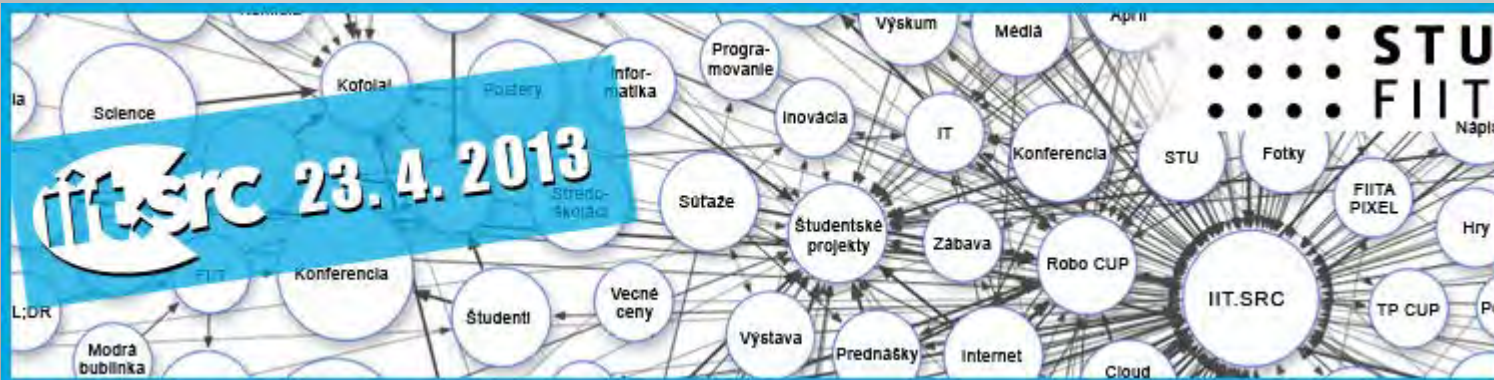 Výskum
Médiá
Apríl
STU
FIIT
Progra-
movanie
Science
Kofola!
Postery
Infor-
matika
Inovácia
IT
Konferencia
STU
Fotky
iit.src 23. 4. 2013
Stredo-
školáci
Súťaže
Študentské
projekty
Zábava
Robo CUP
FIITA
PIXEL
Hry
FIIT
Konferencia
Študenti
Vecné
ceny
IIT.SRC
TP CUP
L;DR
Modrá
bublinka
Výstava
Prednášky
Internet
Cloud